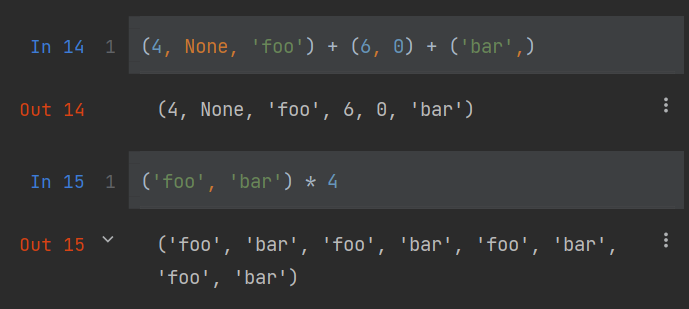 In 14 1 (4, None, 'foo') + (6, 0) + ('bar',)
Out 14 (4, None, 'foo', 6, 0, 'bar')
In 15 1 ('foo', 'bar') * 4
Out 15 ('foo', 'bar', 'foo', 'bar', 'foo', 'bar',
'foo', 'bar')